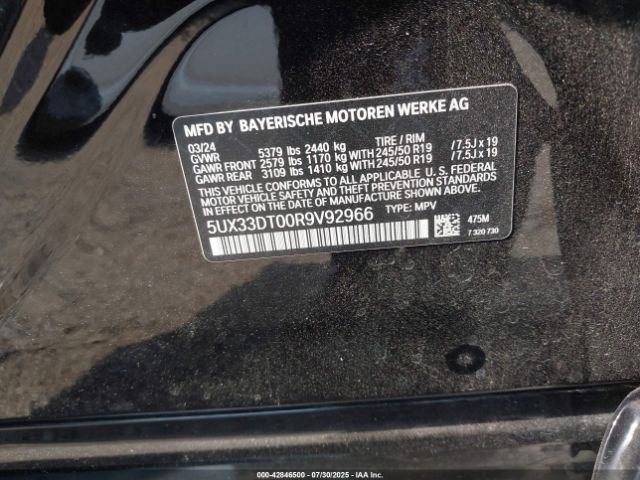 MFD BY BAYERISCHE MOTOREN WERKE AG
03/24 TIRE / RIM
GVWR 5379 lbs 2440 kg
GAWR FRONT 2579 lbs 1170 kg WITH 245/50 R19 /7.5J x 19
GAWR REAR 3109 lbs 1410 kg WITH 245/50 R19 /7.5J x 19
THIS VEHICLE CONFORMS TO ALL APPLICABLE U. S. FEDERAL
MOTOR VEHICLE SAFETY AND THEFT PREVENTION STANDARDS
IN EFFECT ON THE DATE OF MANUFACTURE SHOWN ABOVE.
5UX33DT00R9V92966 TYPE: MPV
475M
7 320 730
000-42846500 - 07/30/2025 - IAA Inc.